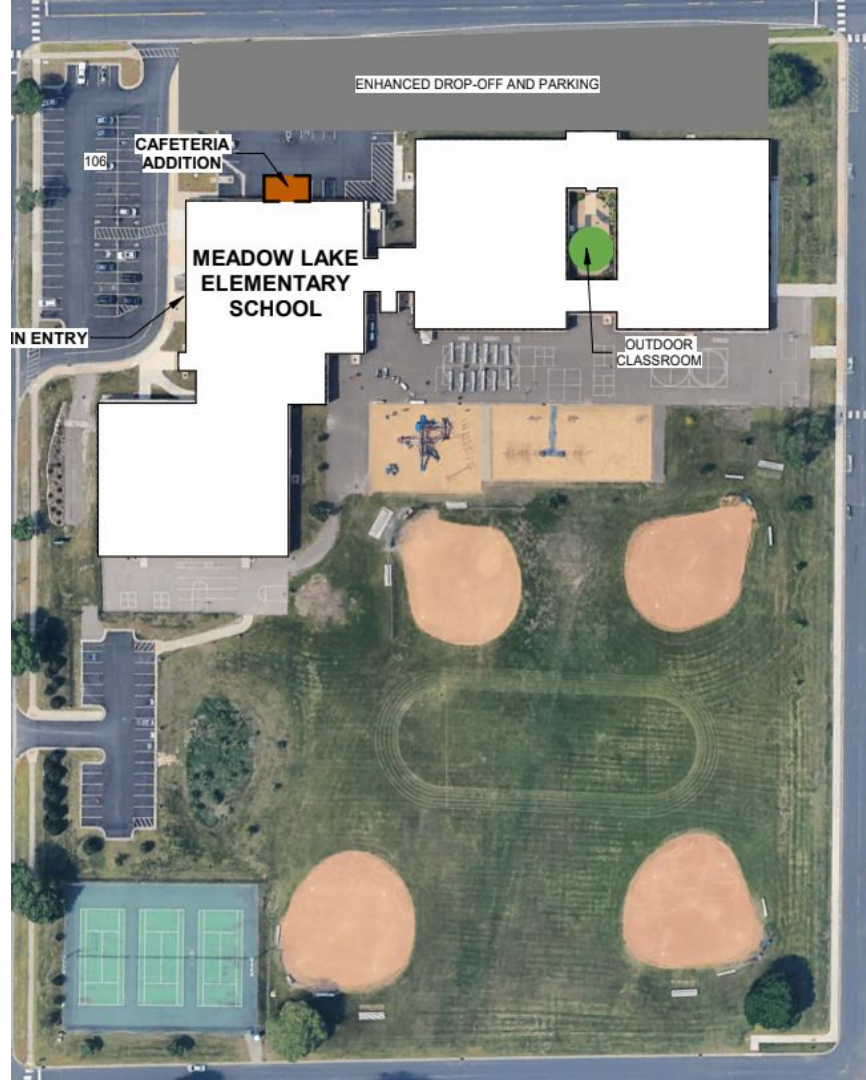 ENHANCED DROP-OFF AND PARKING
CAFETERIA
ADDITION
106
MEADOW LAKE
ELEMENTARY
SCHOOL
IN ENTRY
OUTDOOR
CLASSROOM